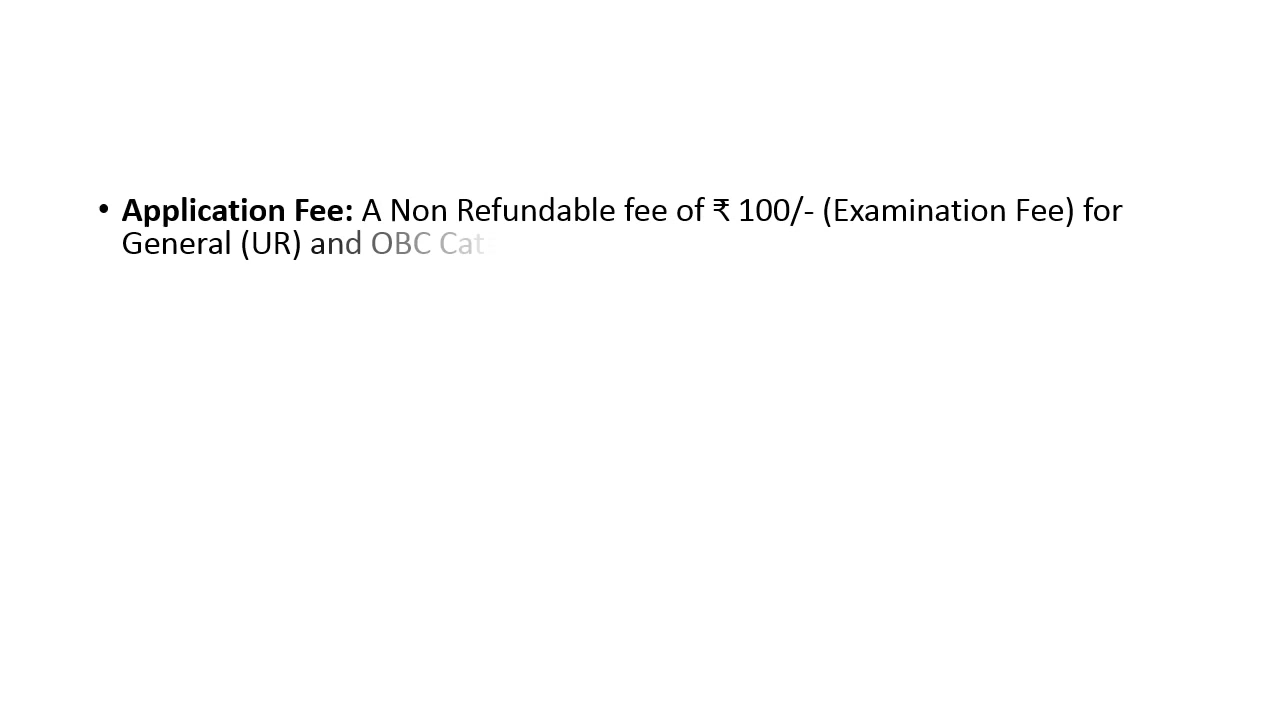 • Application Fee: A Non Refundable fee of ₹ 100/- (Examination Fee) for
General (UR) and OBC